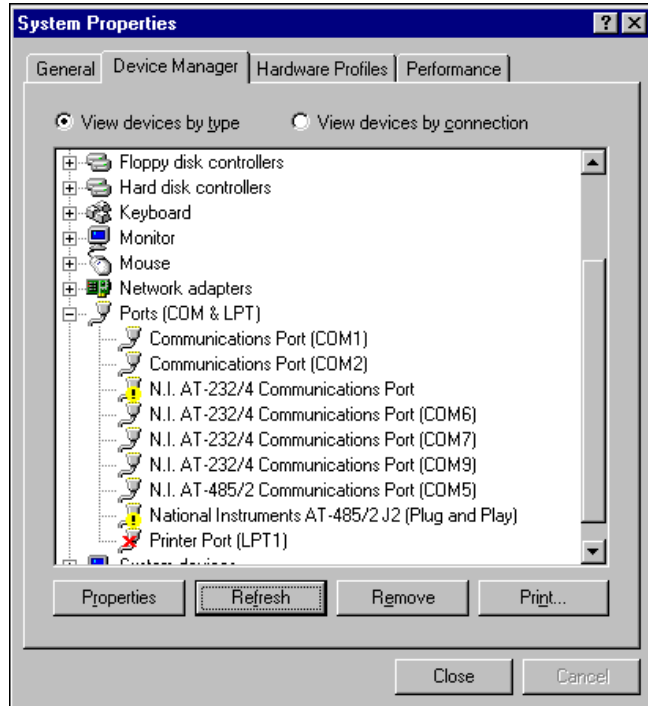 System Properties
General Device Manager Hardware Profiles Performance
View devices by type View devices by connection
Floppy disk controllers
Hard disk controllers
Keyboard
Monitor
Mouse
Network adapters
Ports (COM & LPT)
Communications Port (COM1)
Communications Port (COM2)
N.I. AT-232/4 Communications Port
N.I. AT-232/4 Communications Port (COM6)
N.I. AT-232/4 Communications Port (COM7)
N.I. AT-232/4 Communications Port (COM9)
N.I. AT-485/2 Communications Port (COM5)
National Instruments AT-485/2 J2 (Plug and Play)
Printer Port (LPT1)
System devices
Properties Refresh Remove Print...
Close Cancel